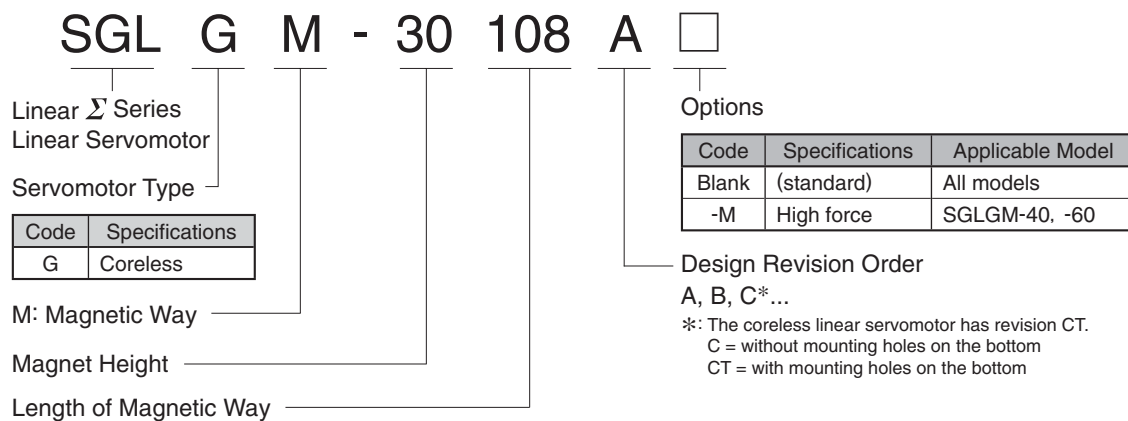 SGL G M - 30 108 A □
Linear Σ Series
Linear Servomotor
Servomotor Type
Code Specifications
G Coreless
M: Magnetic Way
Magnet Height
Length of Magnetic Way
Options
Code Specifications Applicable Model
Blank (standard) All models
-M High force SGLGM-40, -60
Design Revision Order
A, B, C*...
*: The coreless linear servomotor has revision CT.
C = without mounting holes on the bottom
CT = with mounting holes on the bottom